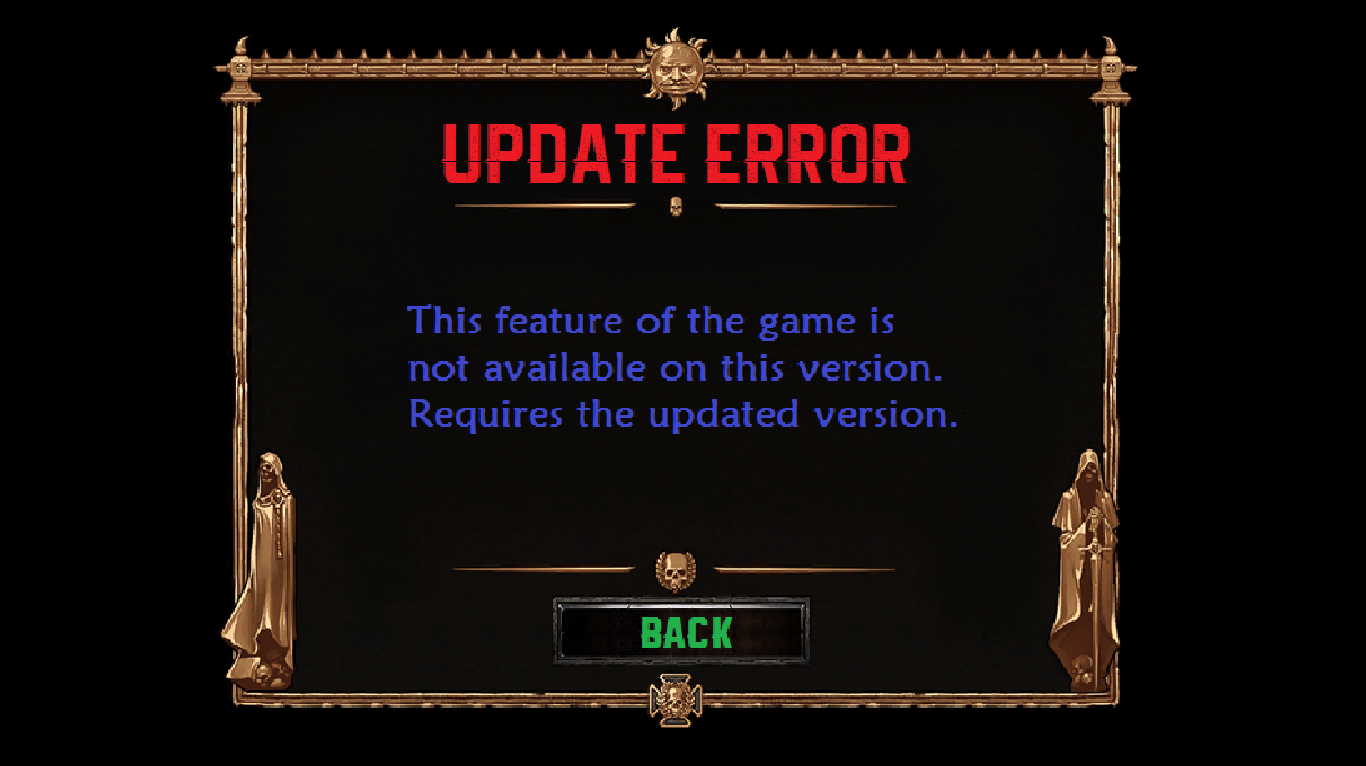 UPDATE ERROR
This feature of the game is
not available on this version.
Requires the updated version.
BACK